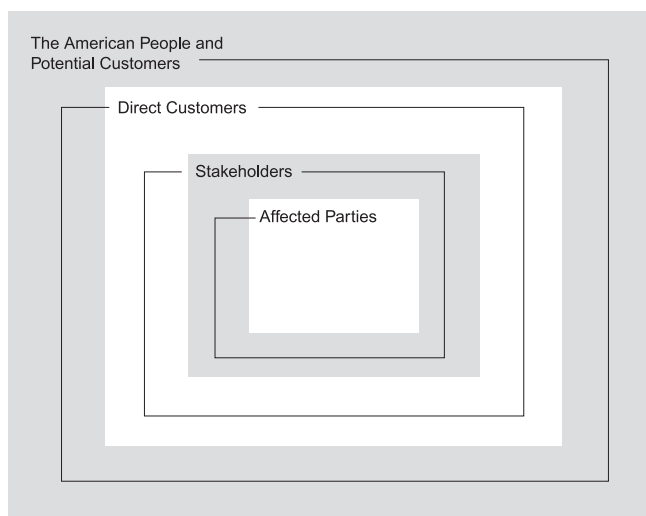 The American People and
Potential Customers
Direct Customers
Stakeholders
Affected Parties